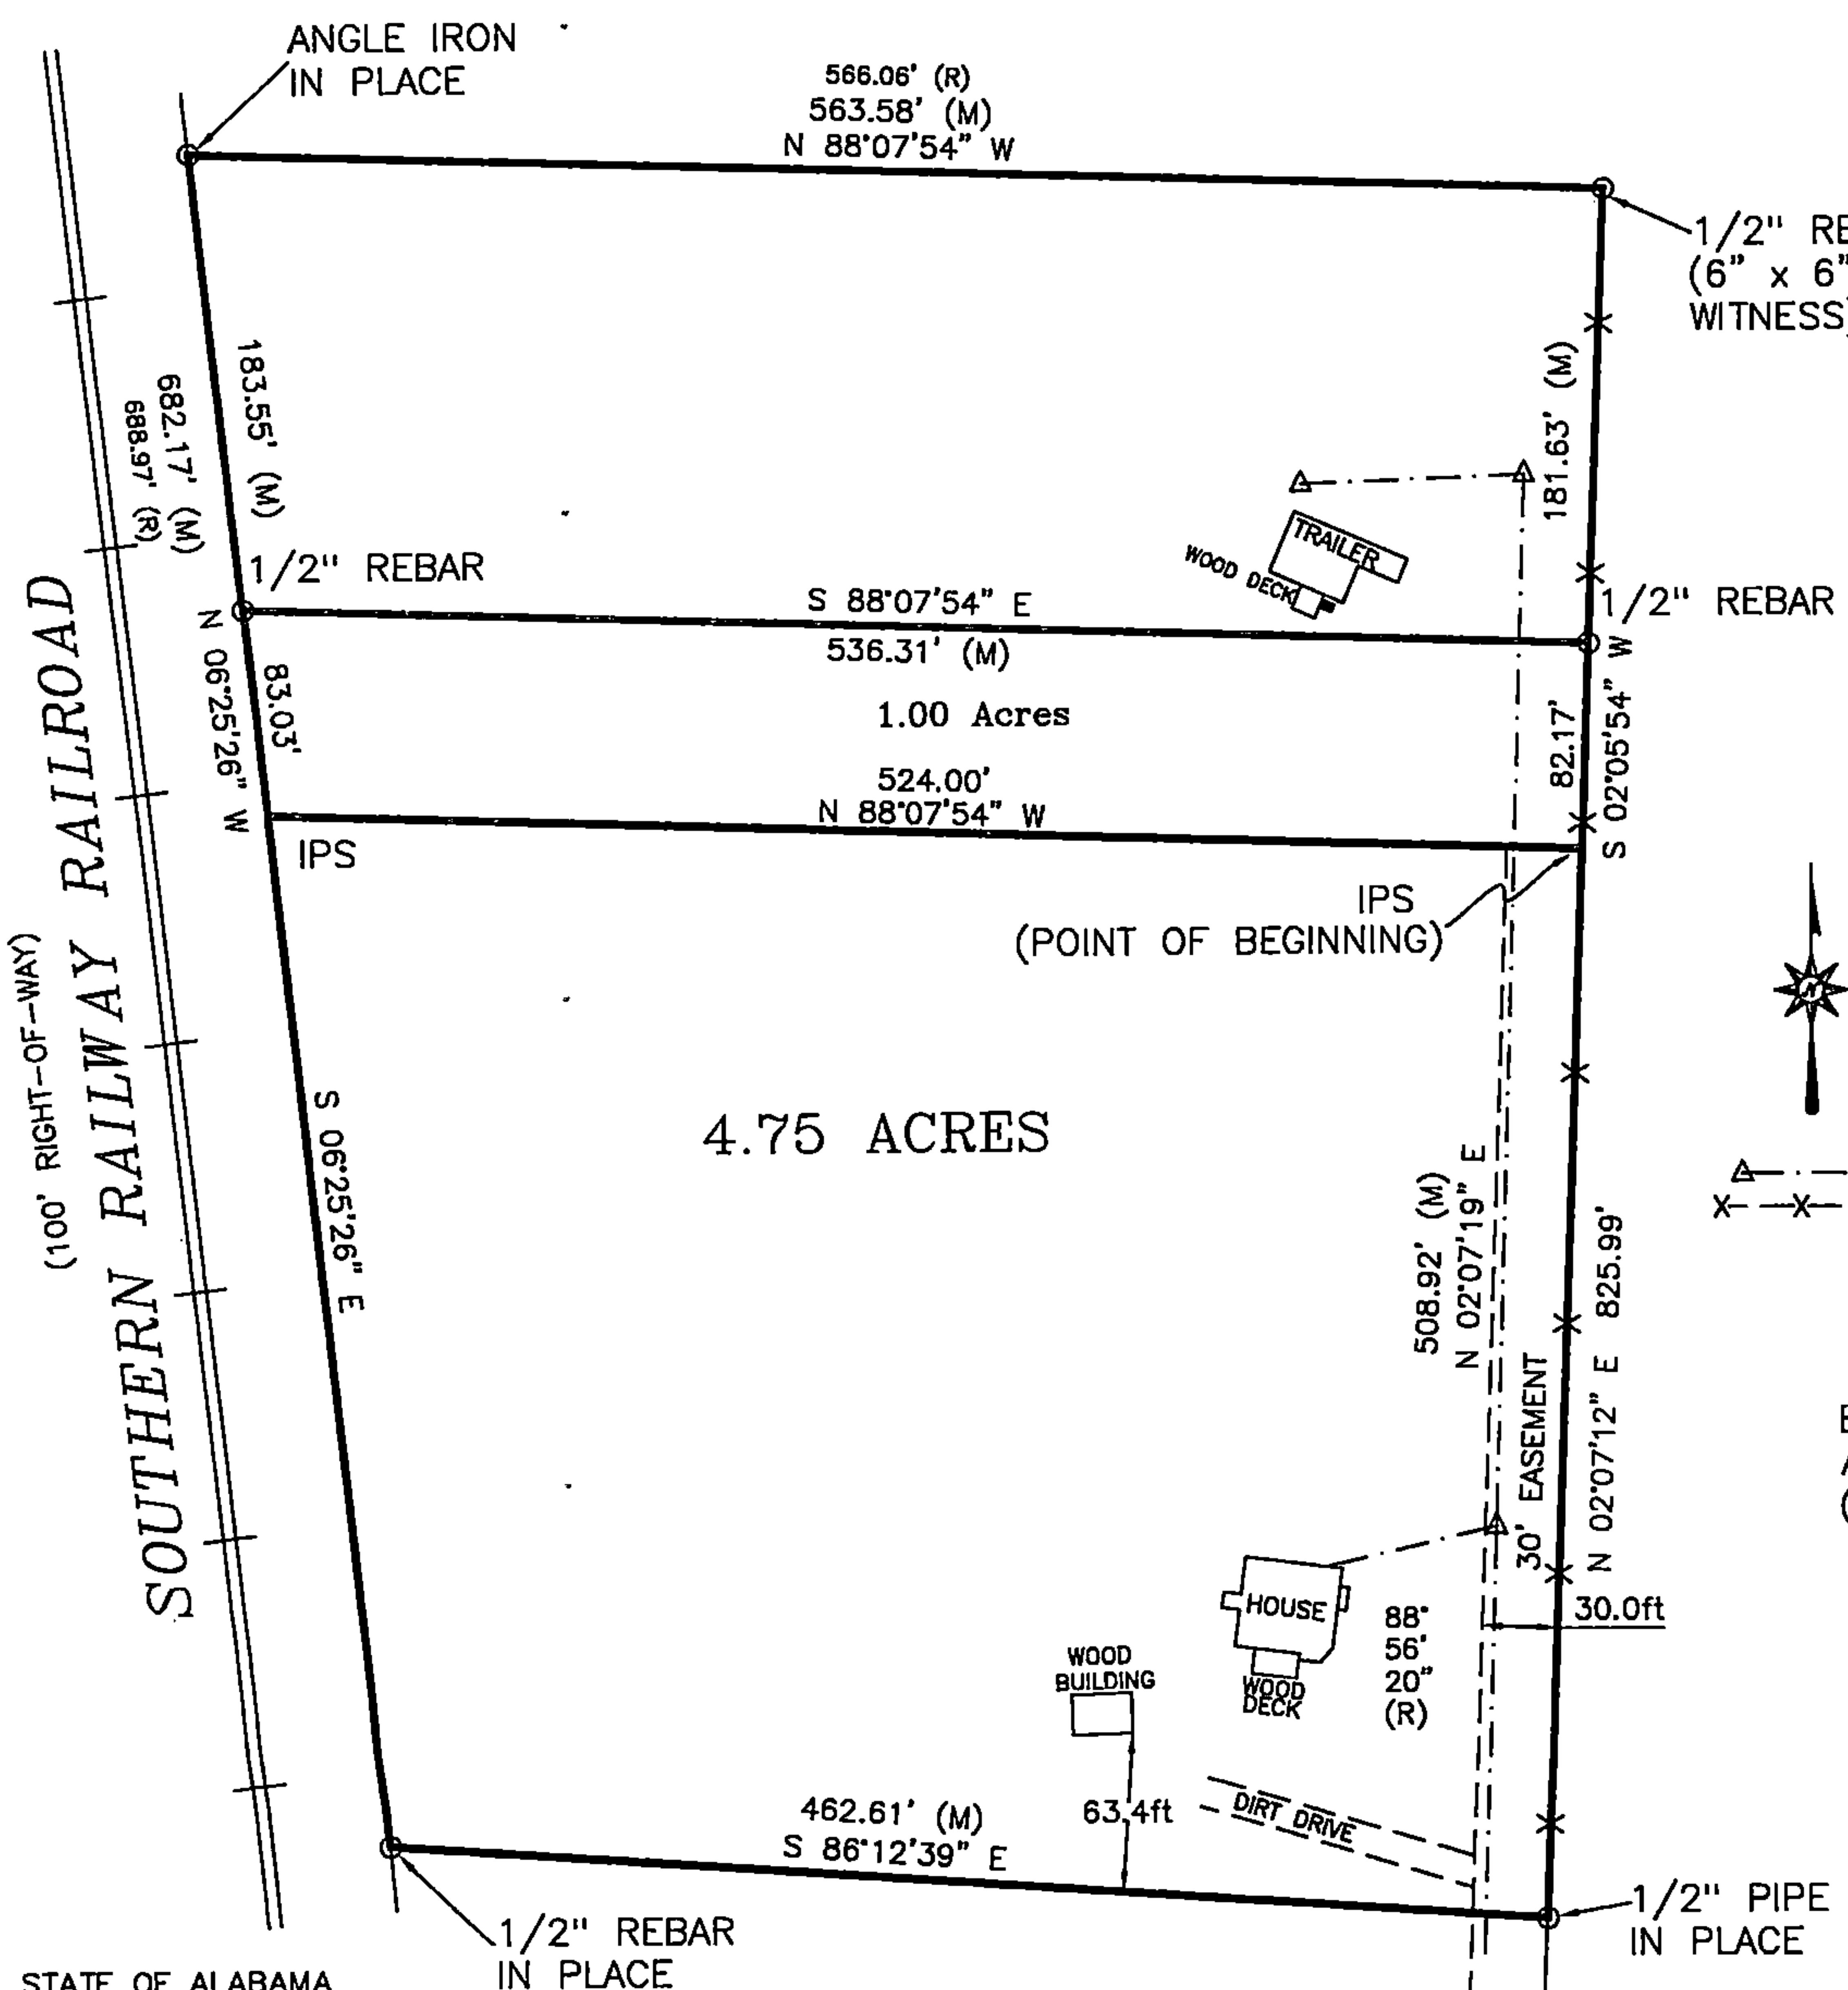 ANGLE IRON
IN PLACE
566.06' (R)
563.58' (M)
N 88°07'54" W
1/2"
(6" x 6"
WITNESS
183.55' (M)
682.17' (M)
688.97' (R)
181.63' (M)
TRAILER
WOOD DECK
1/2" REBAR
S 88°07'54" E
536.31' (M)
1/2" REBAR
N 06°25'26" W
83.03'
1.00 Acres
82.17'
S 02°05'54" W
524.00'
N 88°07'54" W
IPS
IPS
(POINT OF BEGINNING)
(100' RIGHT-OF-WAY)
SOUTHERN RAILWAY RAILROAD
N
S 06°25'26" E
4.75 ACRES
508.92' (M)
N 02°07'19" E
30' EASEMENT
N 02°07'12" E 825.99'
HOUSE
WOOD
DECK
88°
56'
20"
(R)
30.0ft
WOOD
BUILDING
63.4ft
DIRT DRIVE
462.61' (M)
S 86°12'39" E
1/2" REBAR
IN PLACE
1/2" PIPE
IN PLACE
STATE OF ALABAMA